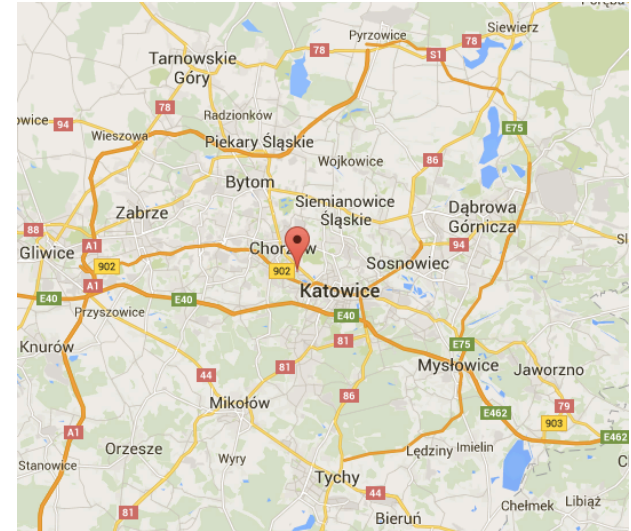 Pyrzowice
78
Siewierz
S1
Tarnowskie
Góry
78
78
Radzionków
E75
94
Wieszowa
Piekary Śląskie
86
Wojkowice
Bytom
Siemianowice
Śląskie
Dąbrowa
Górnicza
Zabrze
88
A1
Chorzów
94
Gliwice
902
902
Sosnowiec
A1
E40
E40
Katowice
Przyszowice
E40
Knurów
81
E75
81
Mysłowice
Jaworzno
44
86
Mikołów
79
903
A1
E462
E462
Orzesze
Lędziny
Imielin
Stanowice
Wyry
Tychy
44
81
Bieruń
Chełmek
Libiąż